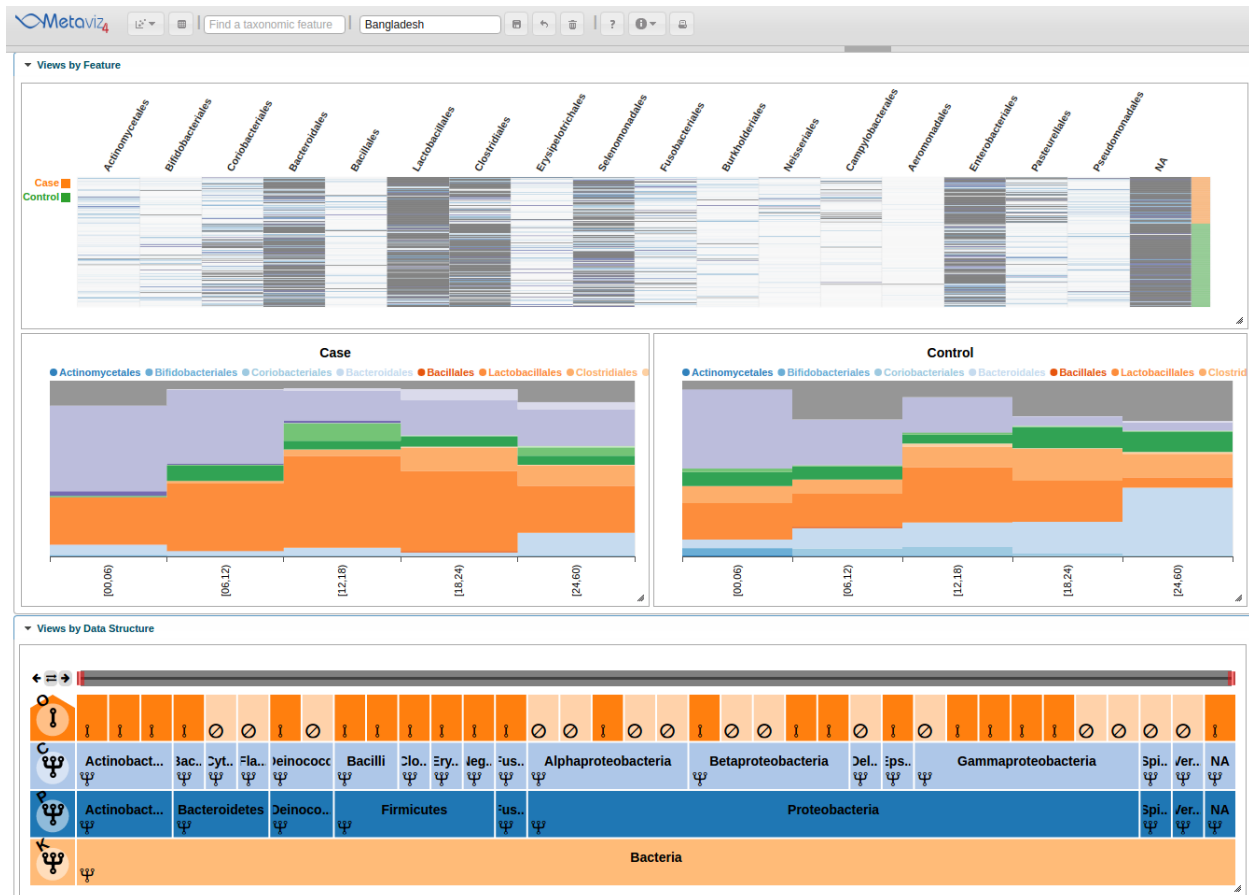 Metaviz4 Find a taxonomic feature Bangladesh ? i
Views by Feature
Actinomycetales Bifidobacteriales Coriobacteriales Bacteroidales Bacillales Lactobacillales Clostridiales Erysipelotrichales Selenomonadales Fusobacteriales Burkholderiales Neisseriales Campylobacterales Aeromonadales Enterobacteriales Pasteurellales Pseudomonadales NA
Case
Control
Case
Actinomycetales Bifidobacteriales Coriobacteriales Bacteroidales Bacillales Lactobacillales Clostridiales
[00,06) [06,12) [12,18) [18,24) [24,60)
Control
Actinomycetales Bifidobacteriales Coriobacteriales Bacteroidales Bacillales Lactobacillales Clostrid
[00,06) [06,12) [12,18) [18,24) [24,60)
Views by Data Structure
O
C Actinobact... Bac.. Cyt.. Fla... Deinococc Bacilli Clo... Ery.. Neg.. Fus.. Alphaproteobacteria Betaproteobacteria Del.. Eps.. Gammaproteobacteria Spi.. Ver.. NA
P Actinobact... Bacteroidetes Deinoco... Firmicutes Fus.. Proteobacteria Spi.. Ver.. NA
K Bacteria